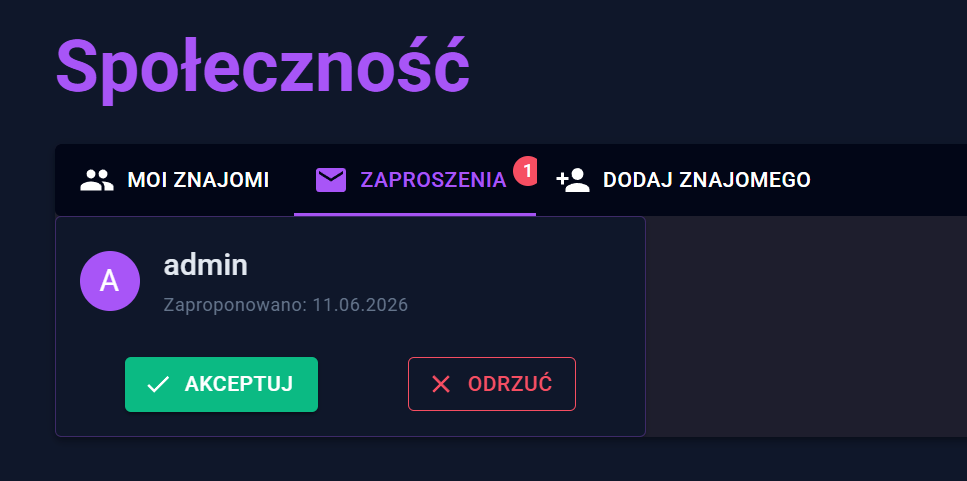 Społeczność
MOI ZNAJOMI
ZAPROSZENIA 1
DODAJ ZNAJOMEGO
A
admin
Zaproponowano: 11.06.2026
AKCEPTUJ
ODRZUĆ